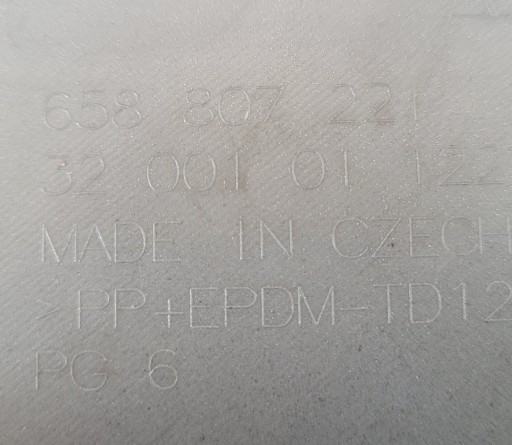 658 807 221
32 001 01 122
MADE IN CZECH
>PP+EPDM-TD12
PG 6